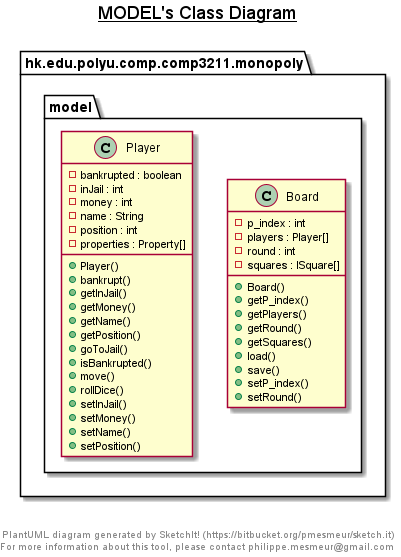 MODEL's Class Diagram
hk.edu.polyu.comp.comp3211.monopoly
model
C Player
bankrupted : boolean
inJail : int
money : int
name : String
position : int
properties : Property[]
Player()
bankrupt()
getInJail()
getMoney()
getName()
getPosition()
goToJail()
isBankrupted()
move()
rollDice()
setInJail()
setMoney()
setName()
setPosition()
C Board
p_index : int
players : Player[]
round : int
squares : ISquare[]
Board()
getP_index()
getPlayers()
getRound()
getSquares()
load()
save()
setP_index()
setRound()
PlantUML diagram generated by SketchIt! (https://bitbucket.org/pmesmeur/sketch.it)
For more information about this tool, please contact philippe.mesmeur@gmail.com